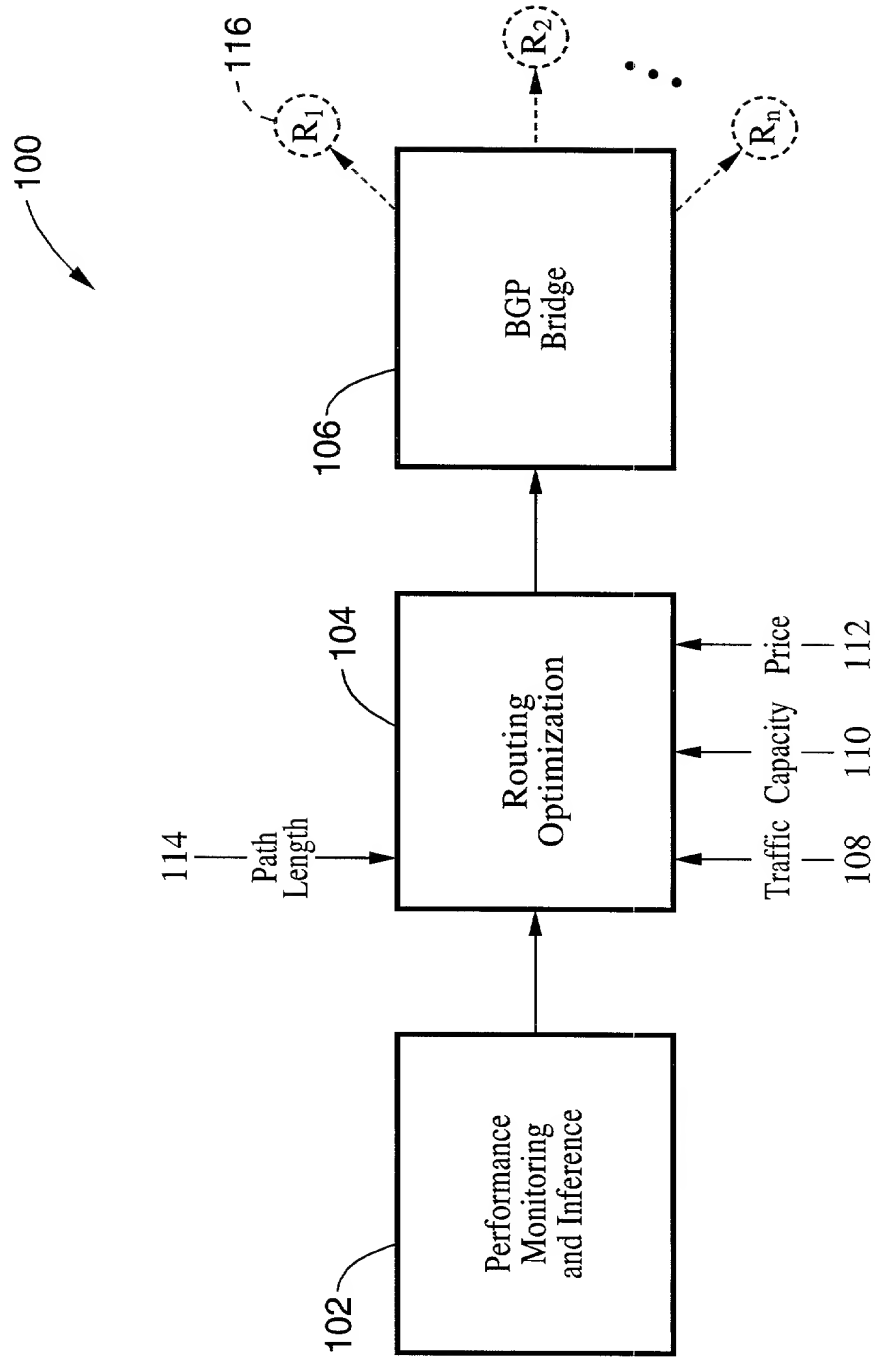 100
116
R1
R2
Rn
106
BGP
Bridge
104
Routing
Optimization
114
Path
Length
Traffic
Capacity
Price
108
110
112
102
Performance
Monitoring
and Inference